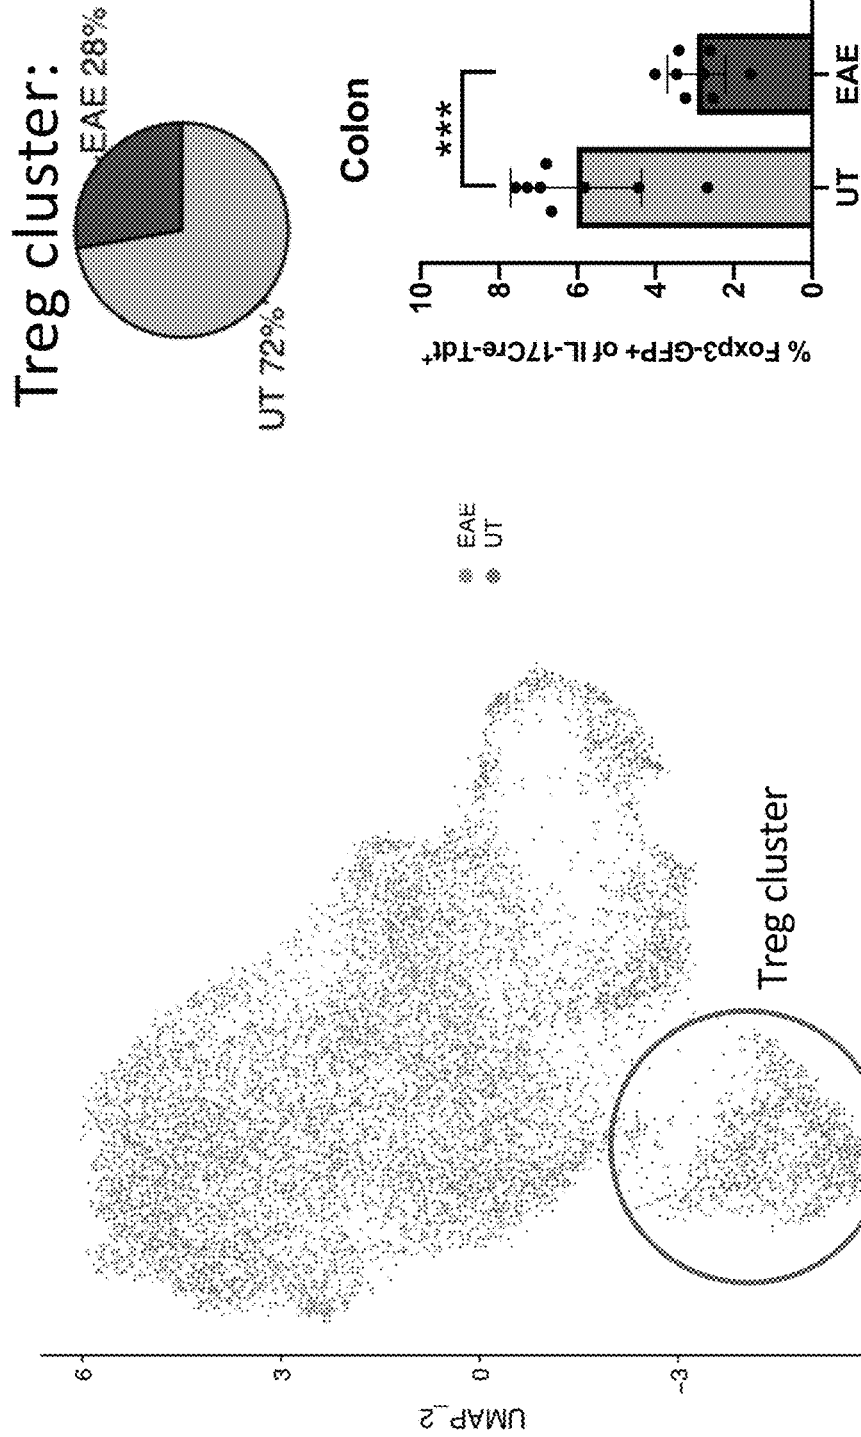 Treg cluster:
EAE 28%
UT 72%
Colon
***
10
8
6
4
2
0
% Foxp3-GFP+ of IL-17Cre-Tdt+
UT
EAE
EAE
UT
Treg cluster
6
3
0
-3
UMAP_2